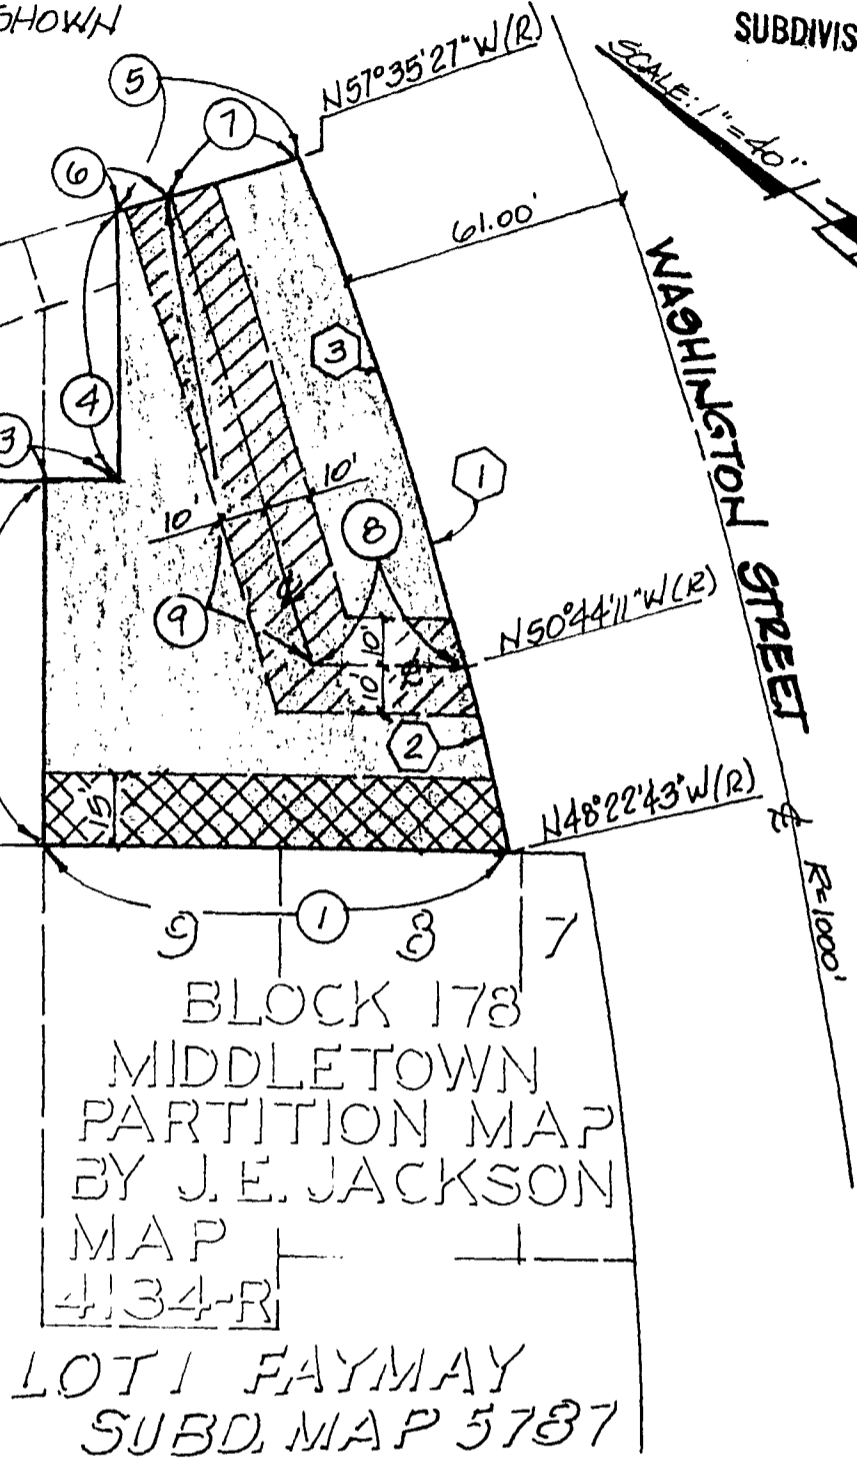 SHOWN
SUBDIVIS
N57°35'27"W(R)
SCALE: 1"=40"
5
7
6
61.00'
WASHINGTON STREET
3
4
3
1
10'
10'
8
9
10'
10'
N50°44'11"W(R)
2
N48°22'43"W(R)
15'
R=1000'
9
1
8
7
BLOCK 178
MIDDLETOWN
PARTITION MAP
BY J.E. JACKSON
MAP
4134-R
LOT 1 FAYMAY
SUBD. MAP 5787